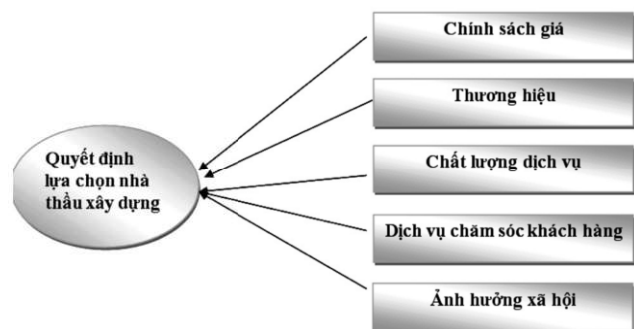 Quyết định
lựa chọn nhà
thầu xây dựng
Chính sách giá
Thương hiệu
Chất lượng dịch vụ
Dịch vụ chăm sóc khách hàng
Ảnh hưởng xã hội